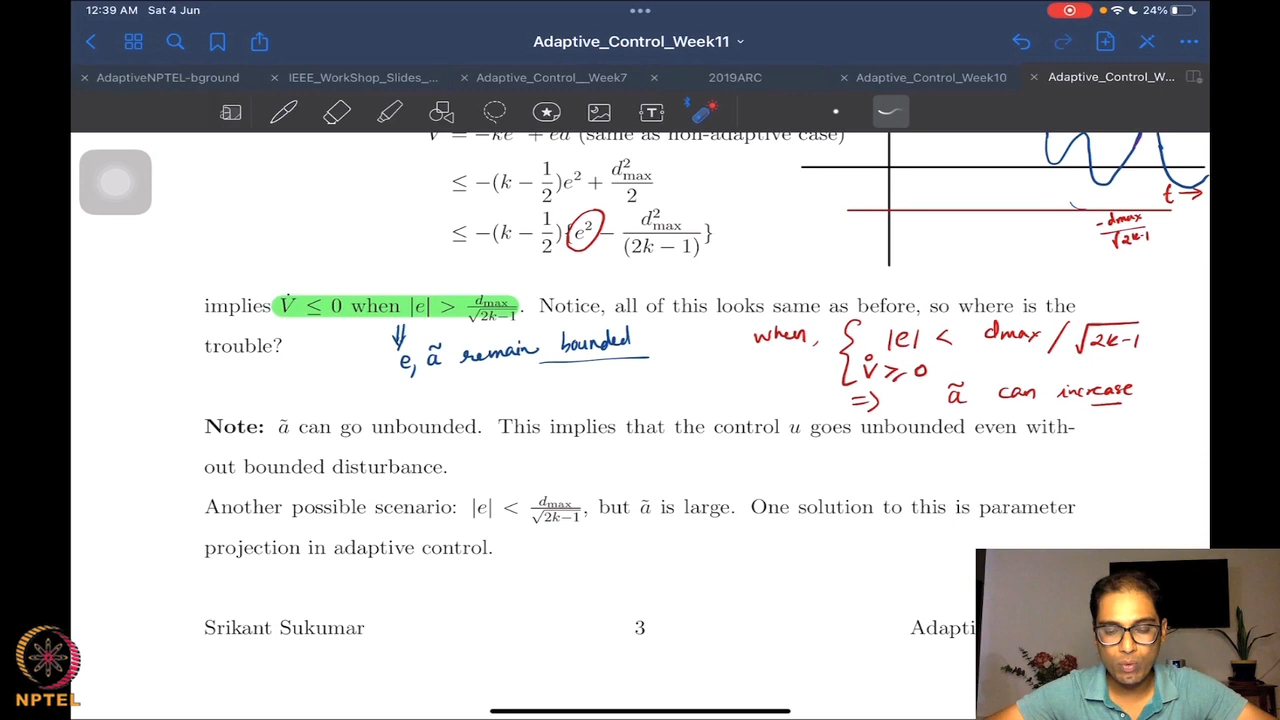 12:39 AM Sat 4 Jun
24%
Adaptive_Control_Week11
AdaptiveNPTEL-bground
IEEE_WorkShop_Slides_...
Adaptive_Control__Week7
2019ARC
Adaptive_Control_Week10
Adaptive_Control_W...
V̇ = −ke² + ed (same as non-adaptive case)
≤ −(k − 1/2)e² + d²max/2
≤ −(k − 1/2){e² − d²max/(2k − 1)}
t →
−dmax/√2k-1
implies V̇ ≤ 0 when |e| > dmax/√2k−1. Notice, all of this looks same as before, so where is the
trouble?
⇓
e, ã remain bounded
when, { |e| < dmax / √2k-1
V̇ ≥ 0
⇒ ã can increase
Note: ã can go unbounded. This implies that the control u goes unbounded even with-
out bounded disturbance.
Another possible scenario: |e| < dmax/√2k−1, but ã is large. One solution to this is parameter
projection in adaptive control.
Srikant Sukumar
3
Adapti
NPTEL